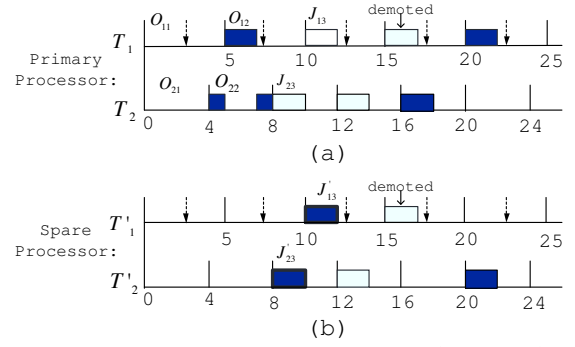 O₁₁ O₁₂ J₁₃ demoted
T₁
5 10 15 20 25
Primary
Processor:
O₂₁ O₂₂ J₂₃
T₂
0 4 8 12 16 20 24
(a)
J'₁₃ demoted
T'₁
5 10 15 20 25
Spare
Processor:
J'₂₃
T'₂
0 4 8 12 16 20 24 26
(b)